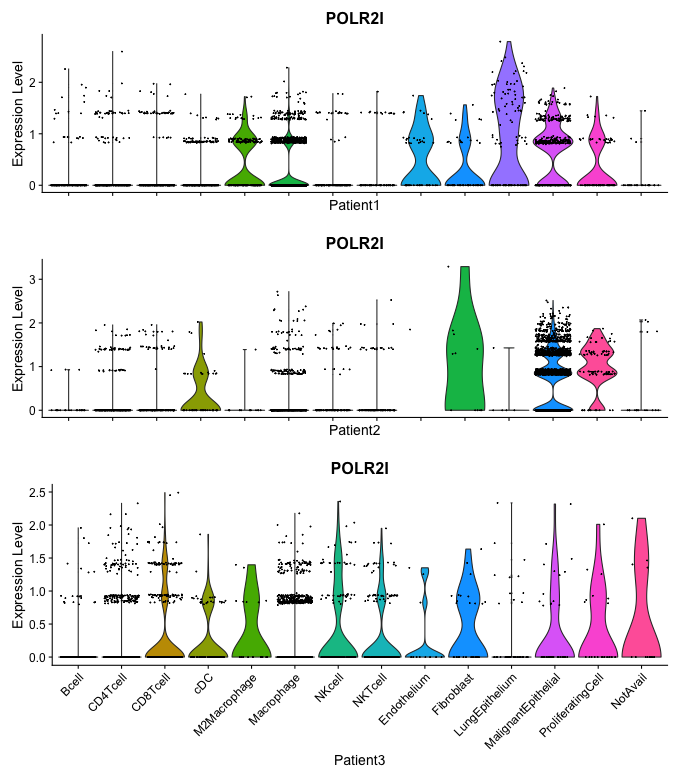 POLR2I
Expression Level
2
1
0
Patient1
POLR2I
Expression Level
3
2
1
0
Patient2
POLR2I
Expression Level
2.5
2.0
1.5
1.0
0.5
0.0
Bcell
CD4Tcell
CD8Tcell
cDC
M2Macrophage
Macrophage
NKcell
NKTcell
Endothelium
Fibroblast
LungEpithelium
MalignantEpithelial
ProliferatingCell
NotAvail
Patient3